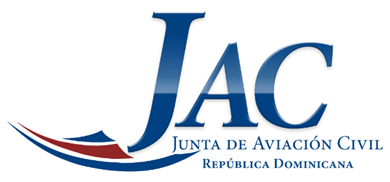 JAC
JUNTA DE AVIACIÓN CIVIL
REPÚBLICA DOMINICANA